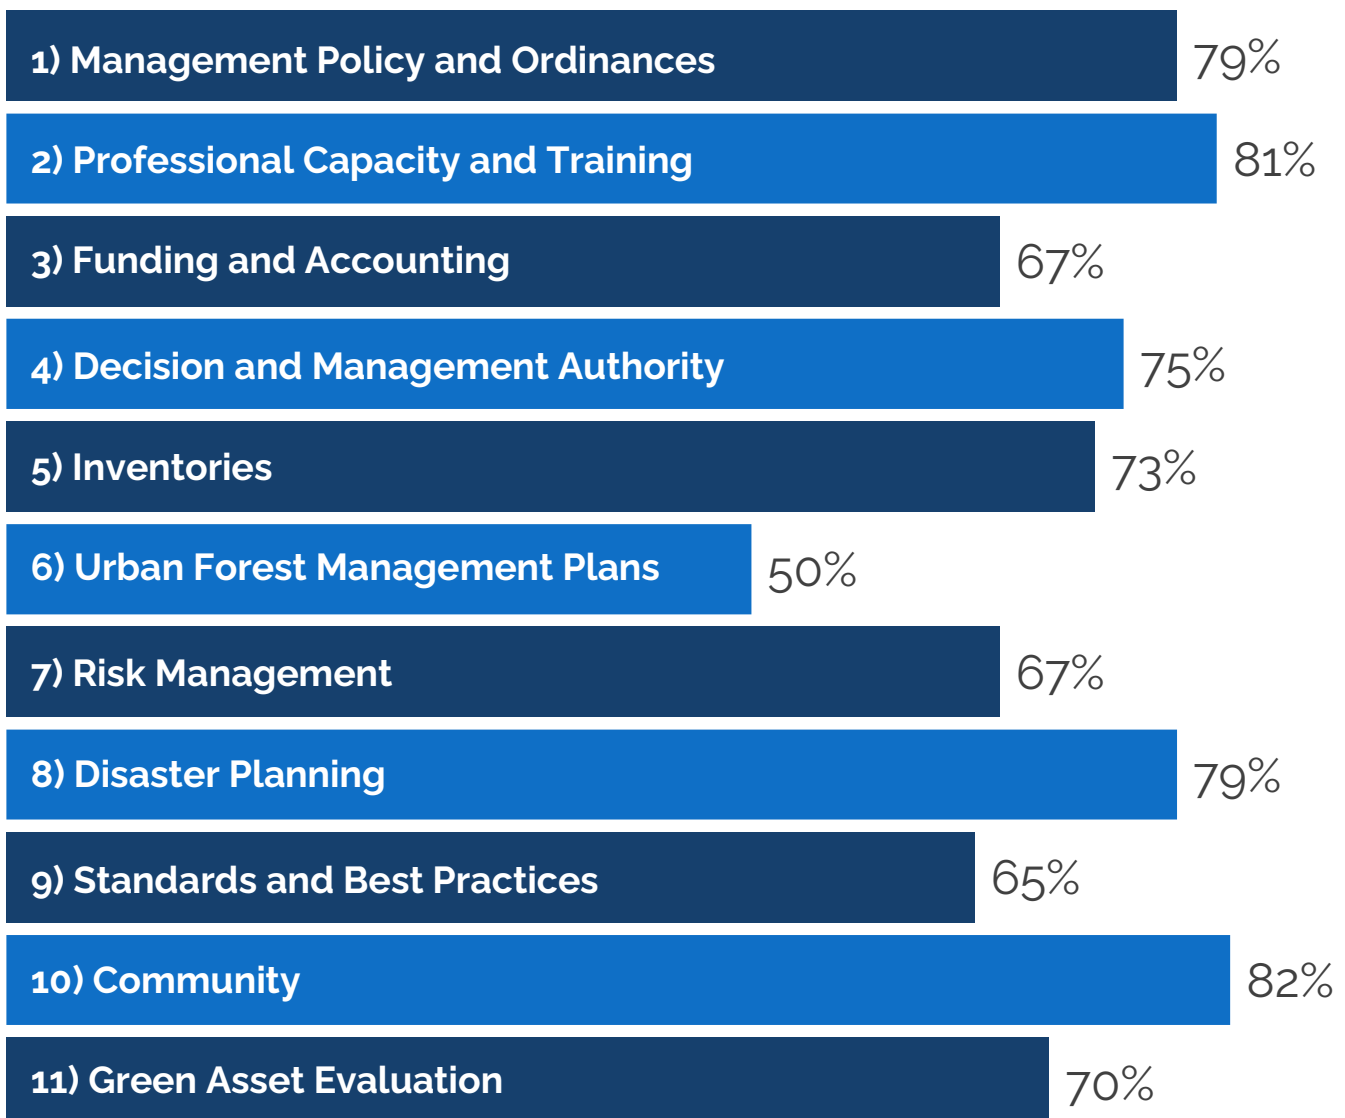 1) Management Policy and Ordinances 79%
2) Professional Capacity and Training 81%
3) Funding and Accounting 67%
4) Decision and Management Authority 75%
5) Inventories 73%
6) Urban Forest Management Plans 50%
7) Risk Management 67%
8) Disaster Planning 79%
9) Standards and Best Practices 65%
10) Community 82%
11) Green Asset Evaluation 70%